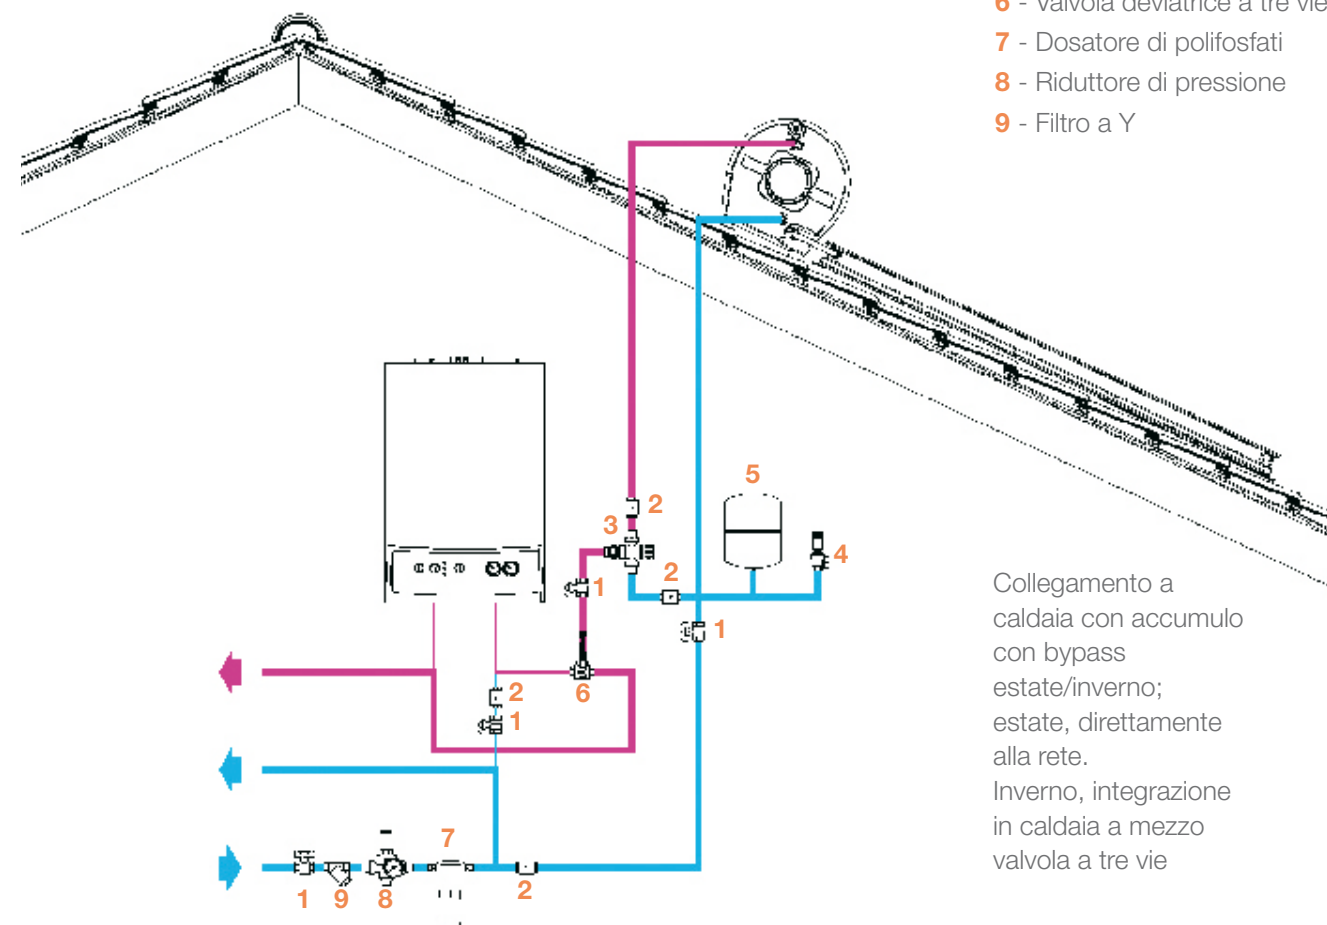 6 - Valvola deviatrice a tre vie
7 - Dosatore di polifosfati
8 - Riduttore di pressione
9 - Filtro a Y
5
2
3
4
2
1
1
6
2
1
7
1
9
8
2
Collegamento a
caldaia con accumulo
con bypass
estate/inverno;
estate, direttamente
alla rete.
Inverno, integrazione
in caldaia a mezzo
valvola a tre vie